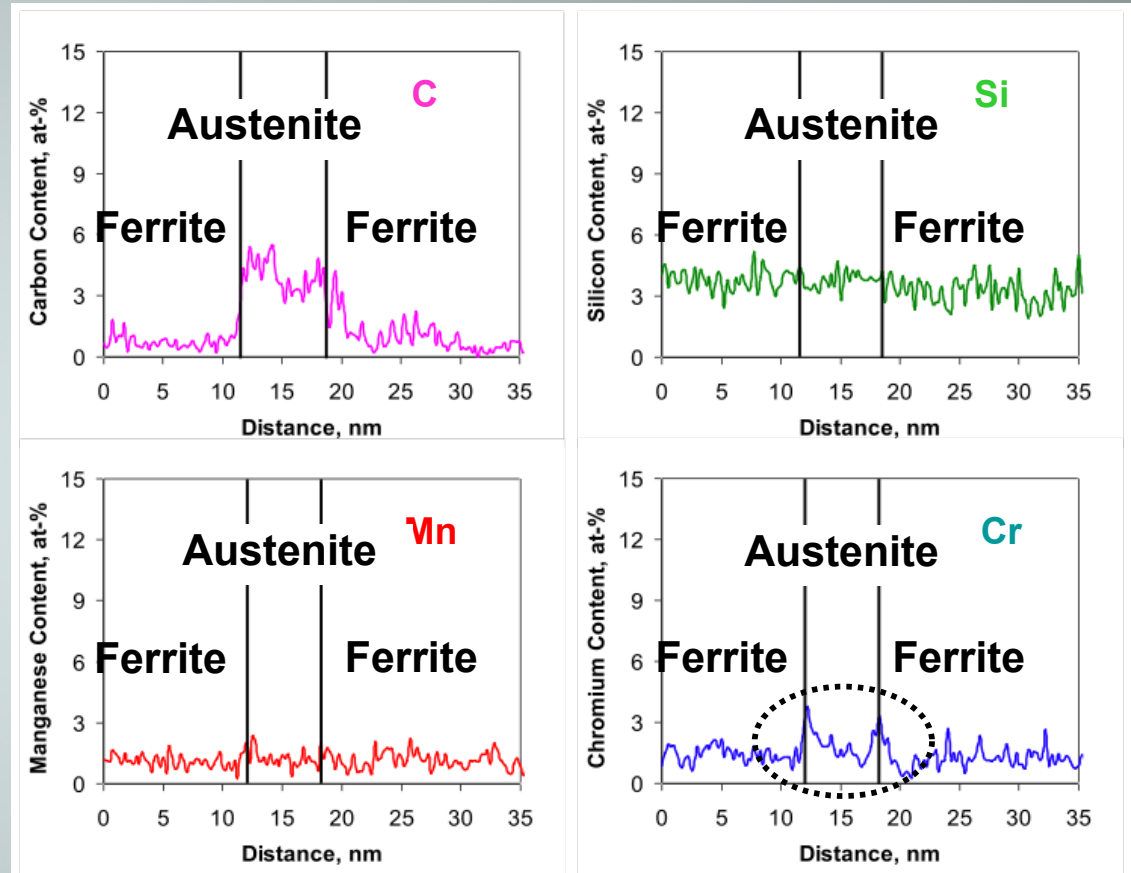 Carbon Content, at-%
15
12
9
6
3
0
C
Austenite
Ferrite
Ferrite
0 5 10 15 20 25 30 35
Distance, nm
Silicon Content, at-%
15
12
9
6
3
0
Si
Austenite
Ferrite
Ferrite
0 5 10 15 20 25 30 35
Distance, nm
Manganese Content, at-%
15
12
9
6
3
0
Mn
Austenite
Ferrite
Ferrite
0 5 10 15 20 25 30 35
Distance, nm
Chromium Content, at-%
15
12
9
6
3
0
Cr
Austenite
Ferrite
Ferrite
0 5 10 15 20 25 30 35
Distance, nm